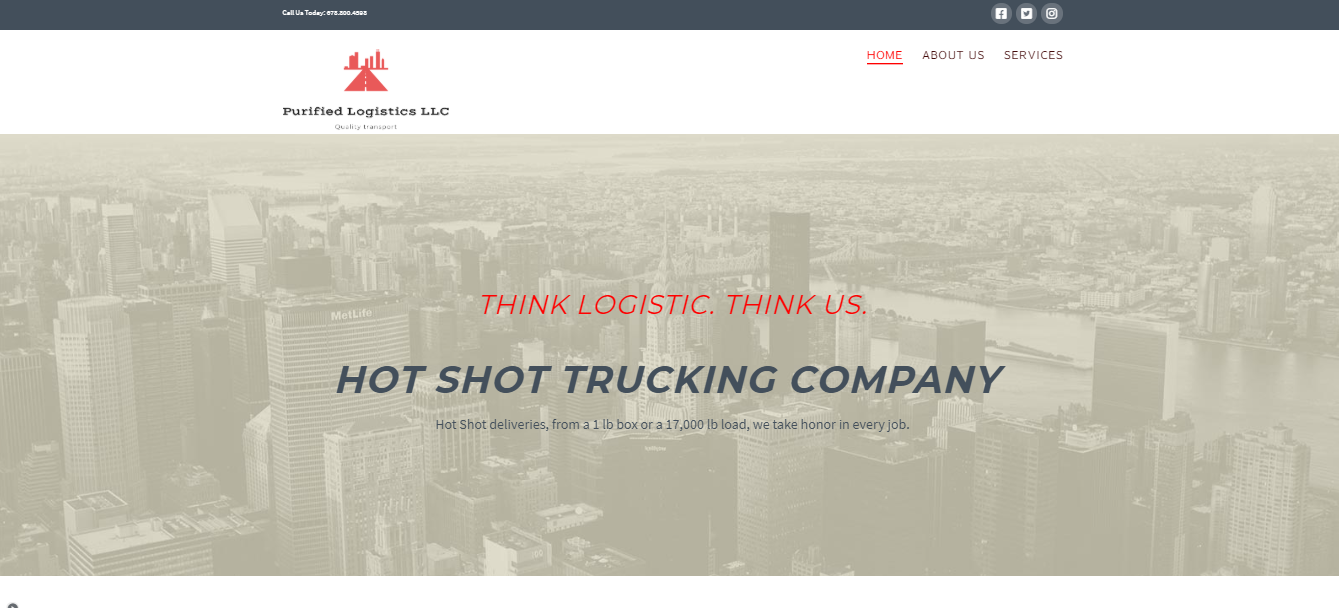 Call Us Today: 678.800.4598
HOME ABOUT US SERVICES
Purified Logistics LLC
Quality transport
THINK LOGISTIC. THINK US.
MetLife
HOT SHOT TRUCKING COMPANY
Hot Shot deliveries, from a 1 lb box or a 17,000 lb load, we take honor in every job.